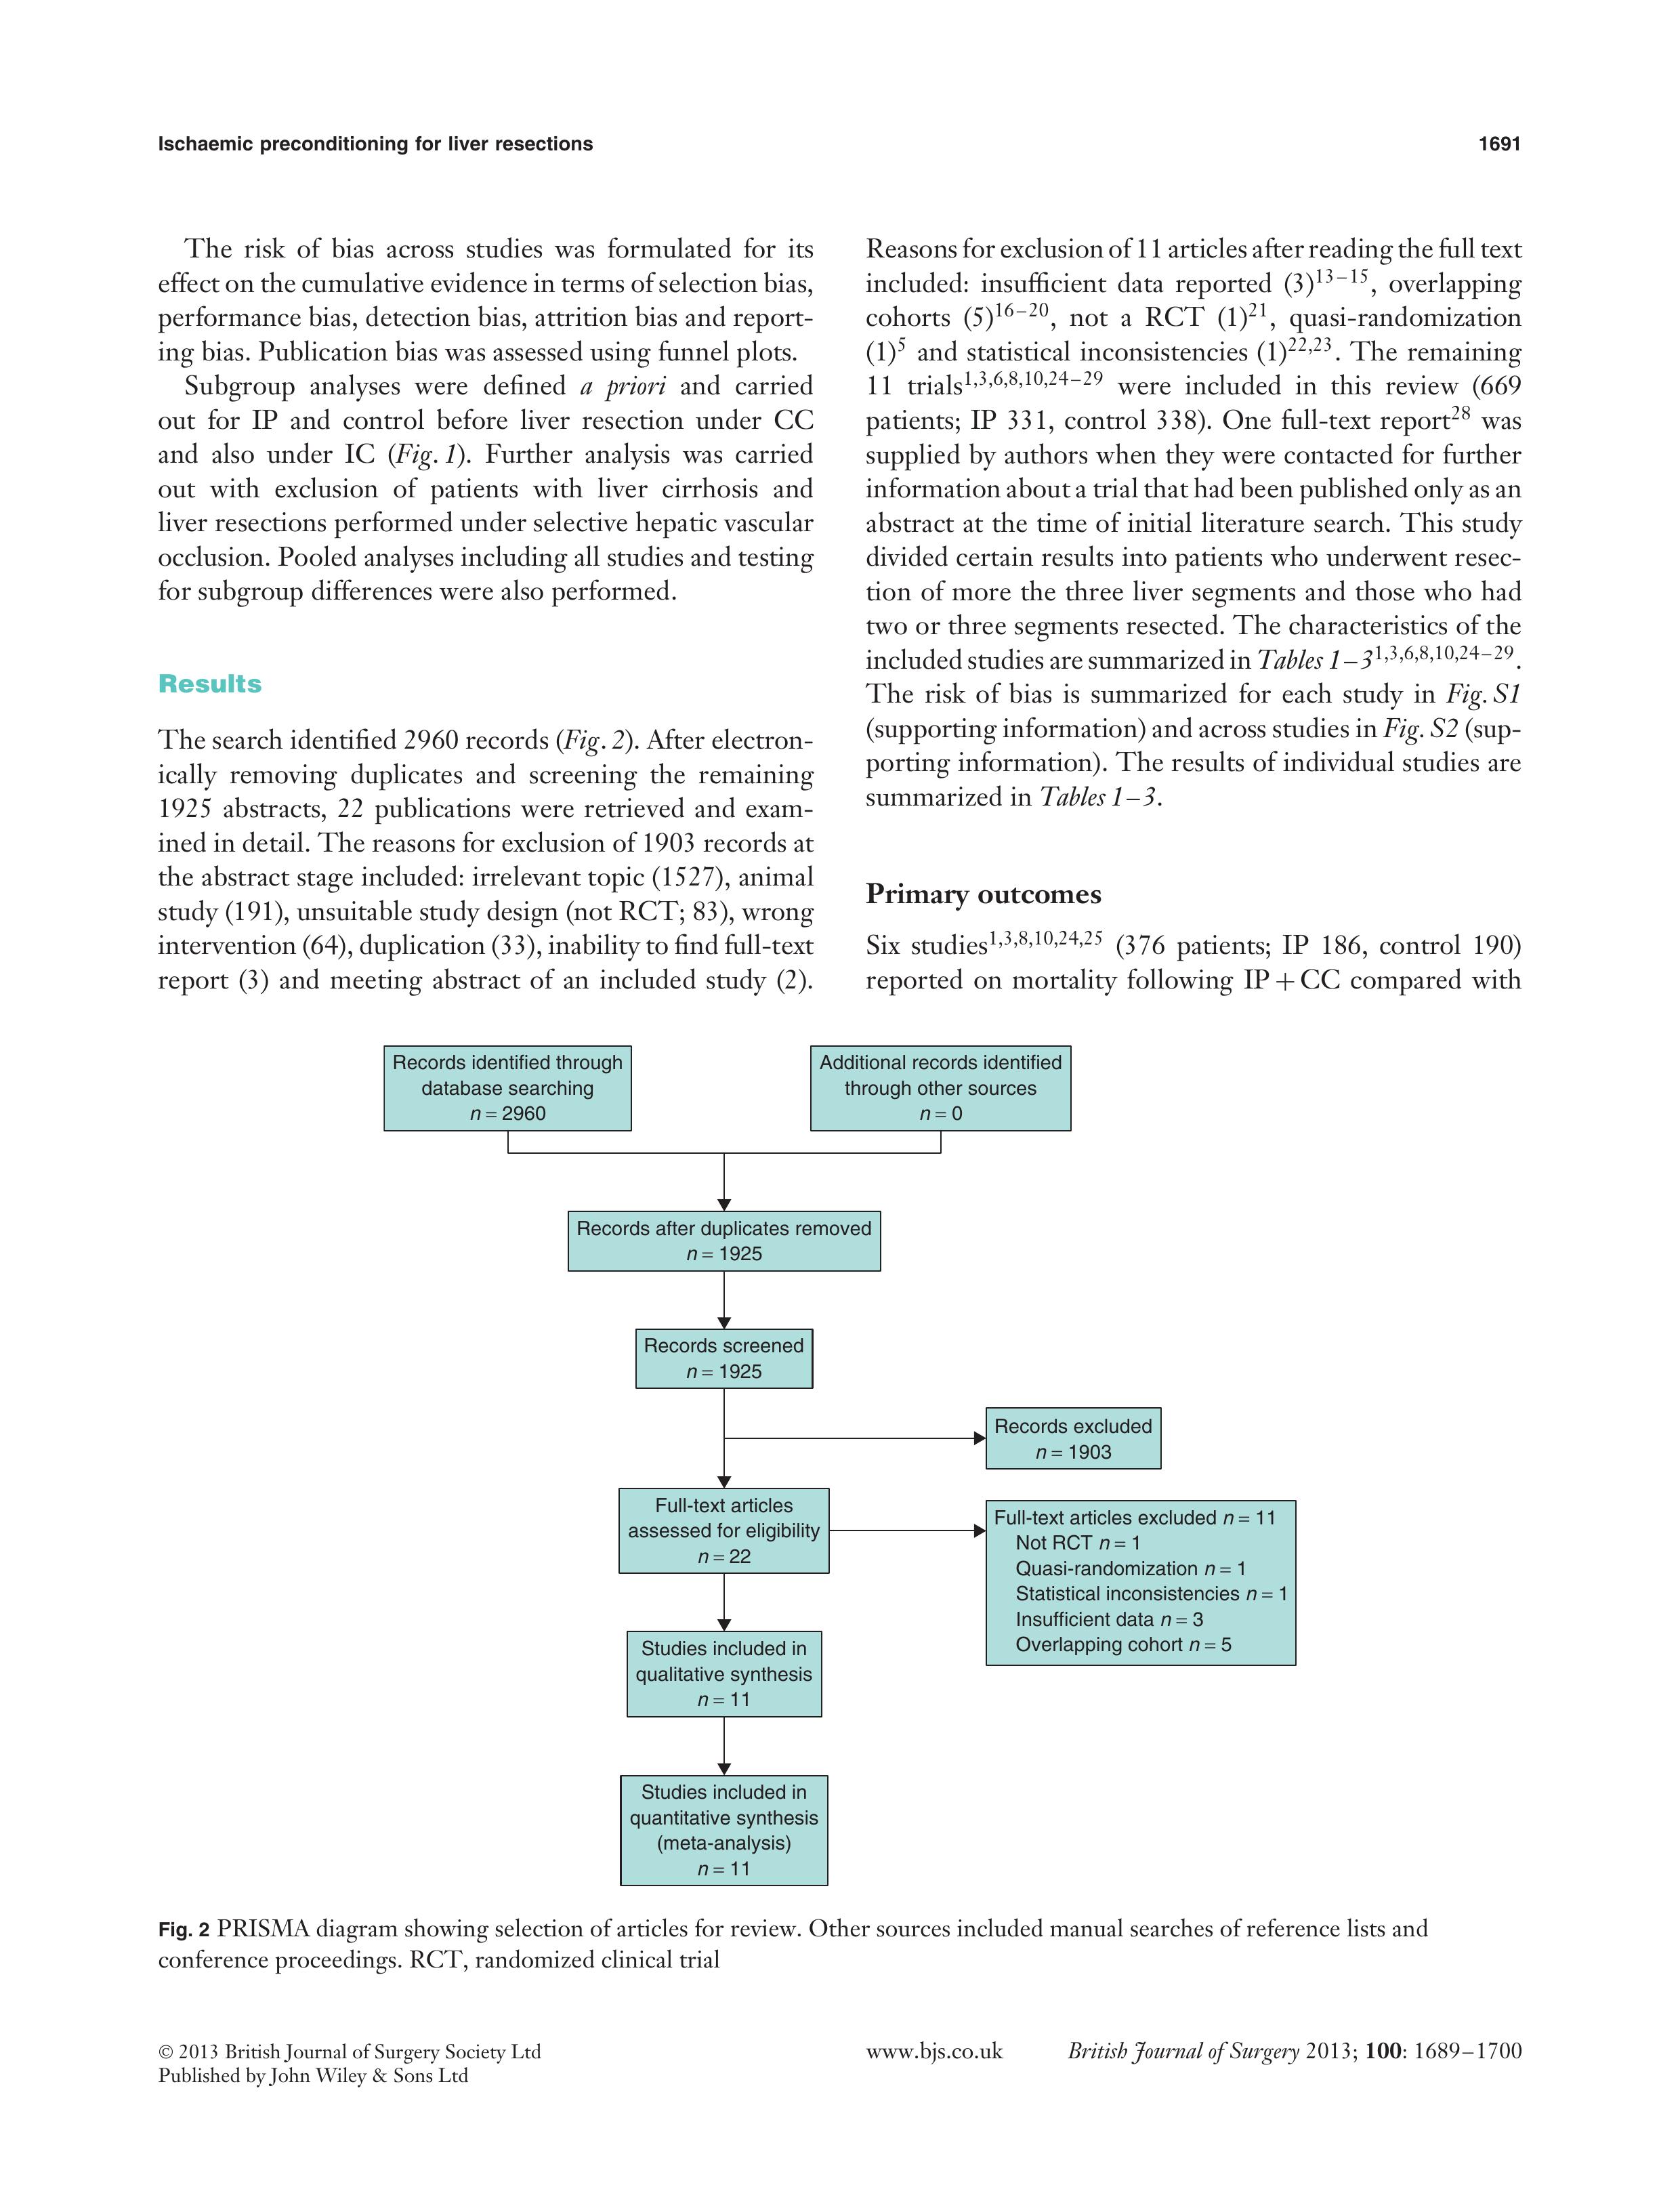 Ischaemic preconditioning for liver resections
1691
The risk of bias across studies was formulated for its
effect on the cumulative evidence in terms of selection bias,
performance bias, detection bias, attrition bias and report-
ing bias. Publication bias was assessed using funnel plots.
Subgroup analyses were defined a priori and carried
out for IP and control before liver resection under CC
and also under IC (Fig. 1). Further analysis was carried
out with exclusion of patients with liver cirrhosis and
liver resections performed under selective hepatic vascular
occlusion. Pooled analyses including all studies and testing
for subgroup differences were also performed.
Results
The search identified 2960 records (Fig. 2). After electron-
ically removing duplicates and screening the remaining
1925 abstracts, 22 publications were retrieved and exam-
ined in detail. The reasons for exclusion of 1903 records at
the abstract stage included: irrelevant topic (1527), animal
study (191), unsuitable study design (not RCT; 83), wrong
intervention (64), duplication (33), inability to find full-text
report (3) and meeting abstract of an included study (2).
Reasons for exclusion of 11 articles after reading the full text
included: insufficient data reported (3)13–15, overlapping
cohorts (5)16–20, not a RCT (1)21, quasi-randomization
(1)5 and statistical inconsistencies (1)22,23. The remaining
11 trials1,3,6,8,10,24–29 were included in this review (669
patients; IP 331, control 338). One full-text report28 was
supplied by authors when they were contacted for further
information about a trial that had been published only as an
abstract at the time of initial literature search. This study
divided certain results into patients who underwent resec-
tion of more the three liver segments and those who had
two or three segments resected. The characteristics of the
included studies are summarized in Tables 1–31,3,6,8,10,24–29.
The risk of bias is summarized for each study in Fig. S1
(supporting information) and across studies in Fig. S2 (sup-
porting information). The results of individual studies are
summarized in Tables 1–3.
Primary outcomes
Six studies1,3,8,10,24,25 (376 patients; IP 186, control 190)
reported on mortality following IP + CC compared with
Records identified through
database searching
n = 2960
Additional records identified
through other sources
n = 0
Records after duplicates removed
n = 1925
Records screened
n = 1925
Records excluded
n = 1903
Full-text articles
assessed for eligibility
n = 22
Full-text articles excluded n = 11
Not RCT n = 1
Quasi-randomization n = 1
Statistical inconsistencies n = 1
Insufficient data n = 3
Overlapping cohort n = 5
Studies included in
qualitative synthesis
n = 11
Studies included in
quantitative synthesis
(meta-analysis)
n = 11
Fig. 2 PRISMA diagram showing selection of articles for review. Other sources included manual searches of reference lists and
conference proceedings. RCT, randomized clinical trial
© 2013 British Journal of Surgery Society Ltd
Published by John Wiley & Sons Ltd
www.bjs.co.uk
British Journal of Surgery 2013; 100: 1689–1700